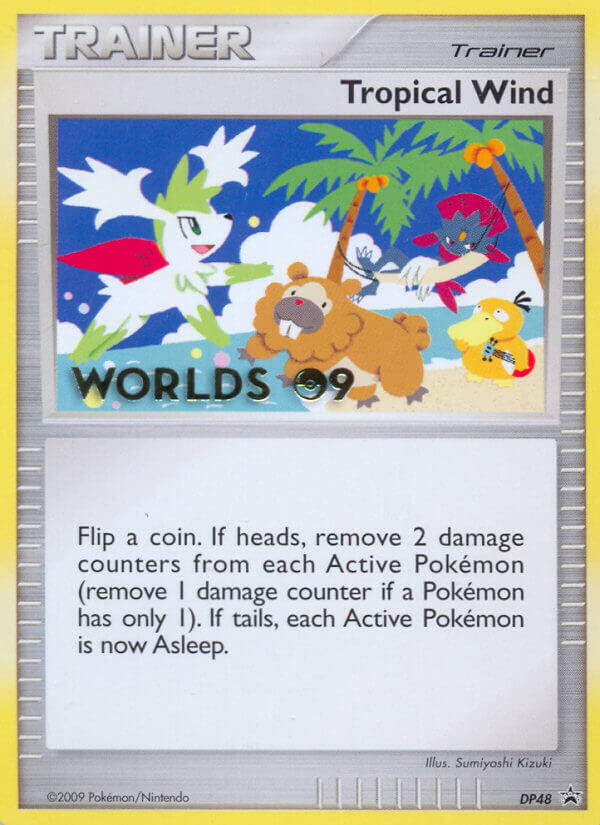 TRAINER
Trainer
Tropical Wind
WORLDS 09
Flip a coin. If heads, remove 2 damage
counters from each Active Pokémon
(remove 1 damage counter if a Pokémon
has only 1). If tails, each Active Pokémon
is now Asleep.
Illus. Sumiyoshi Kizuki
©2009 Pokémon/Nintendo
DP48